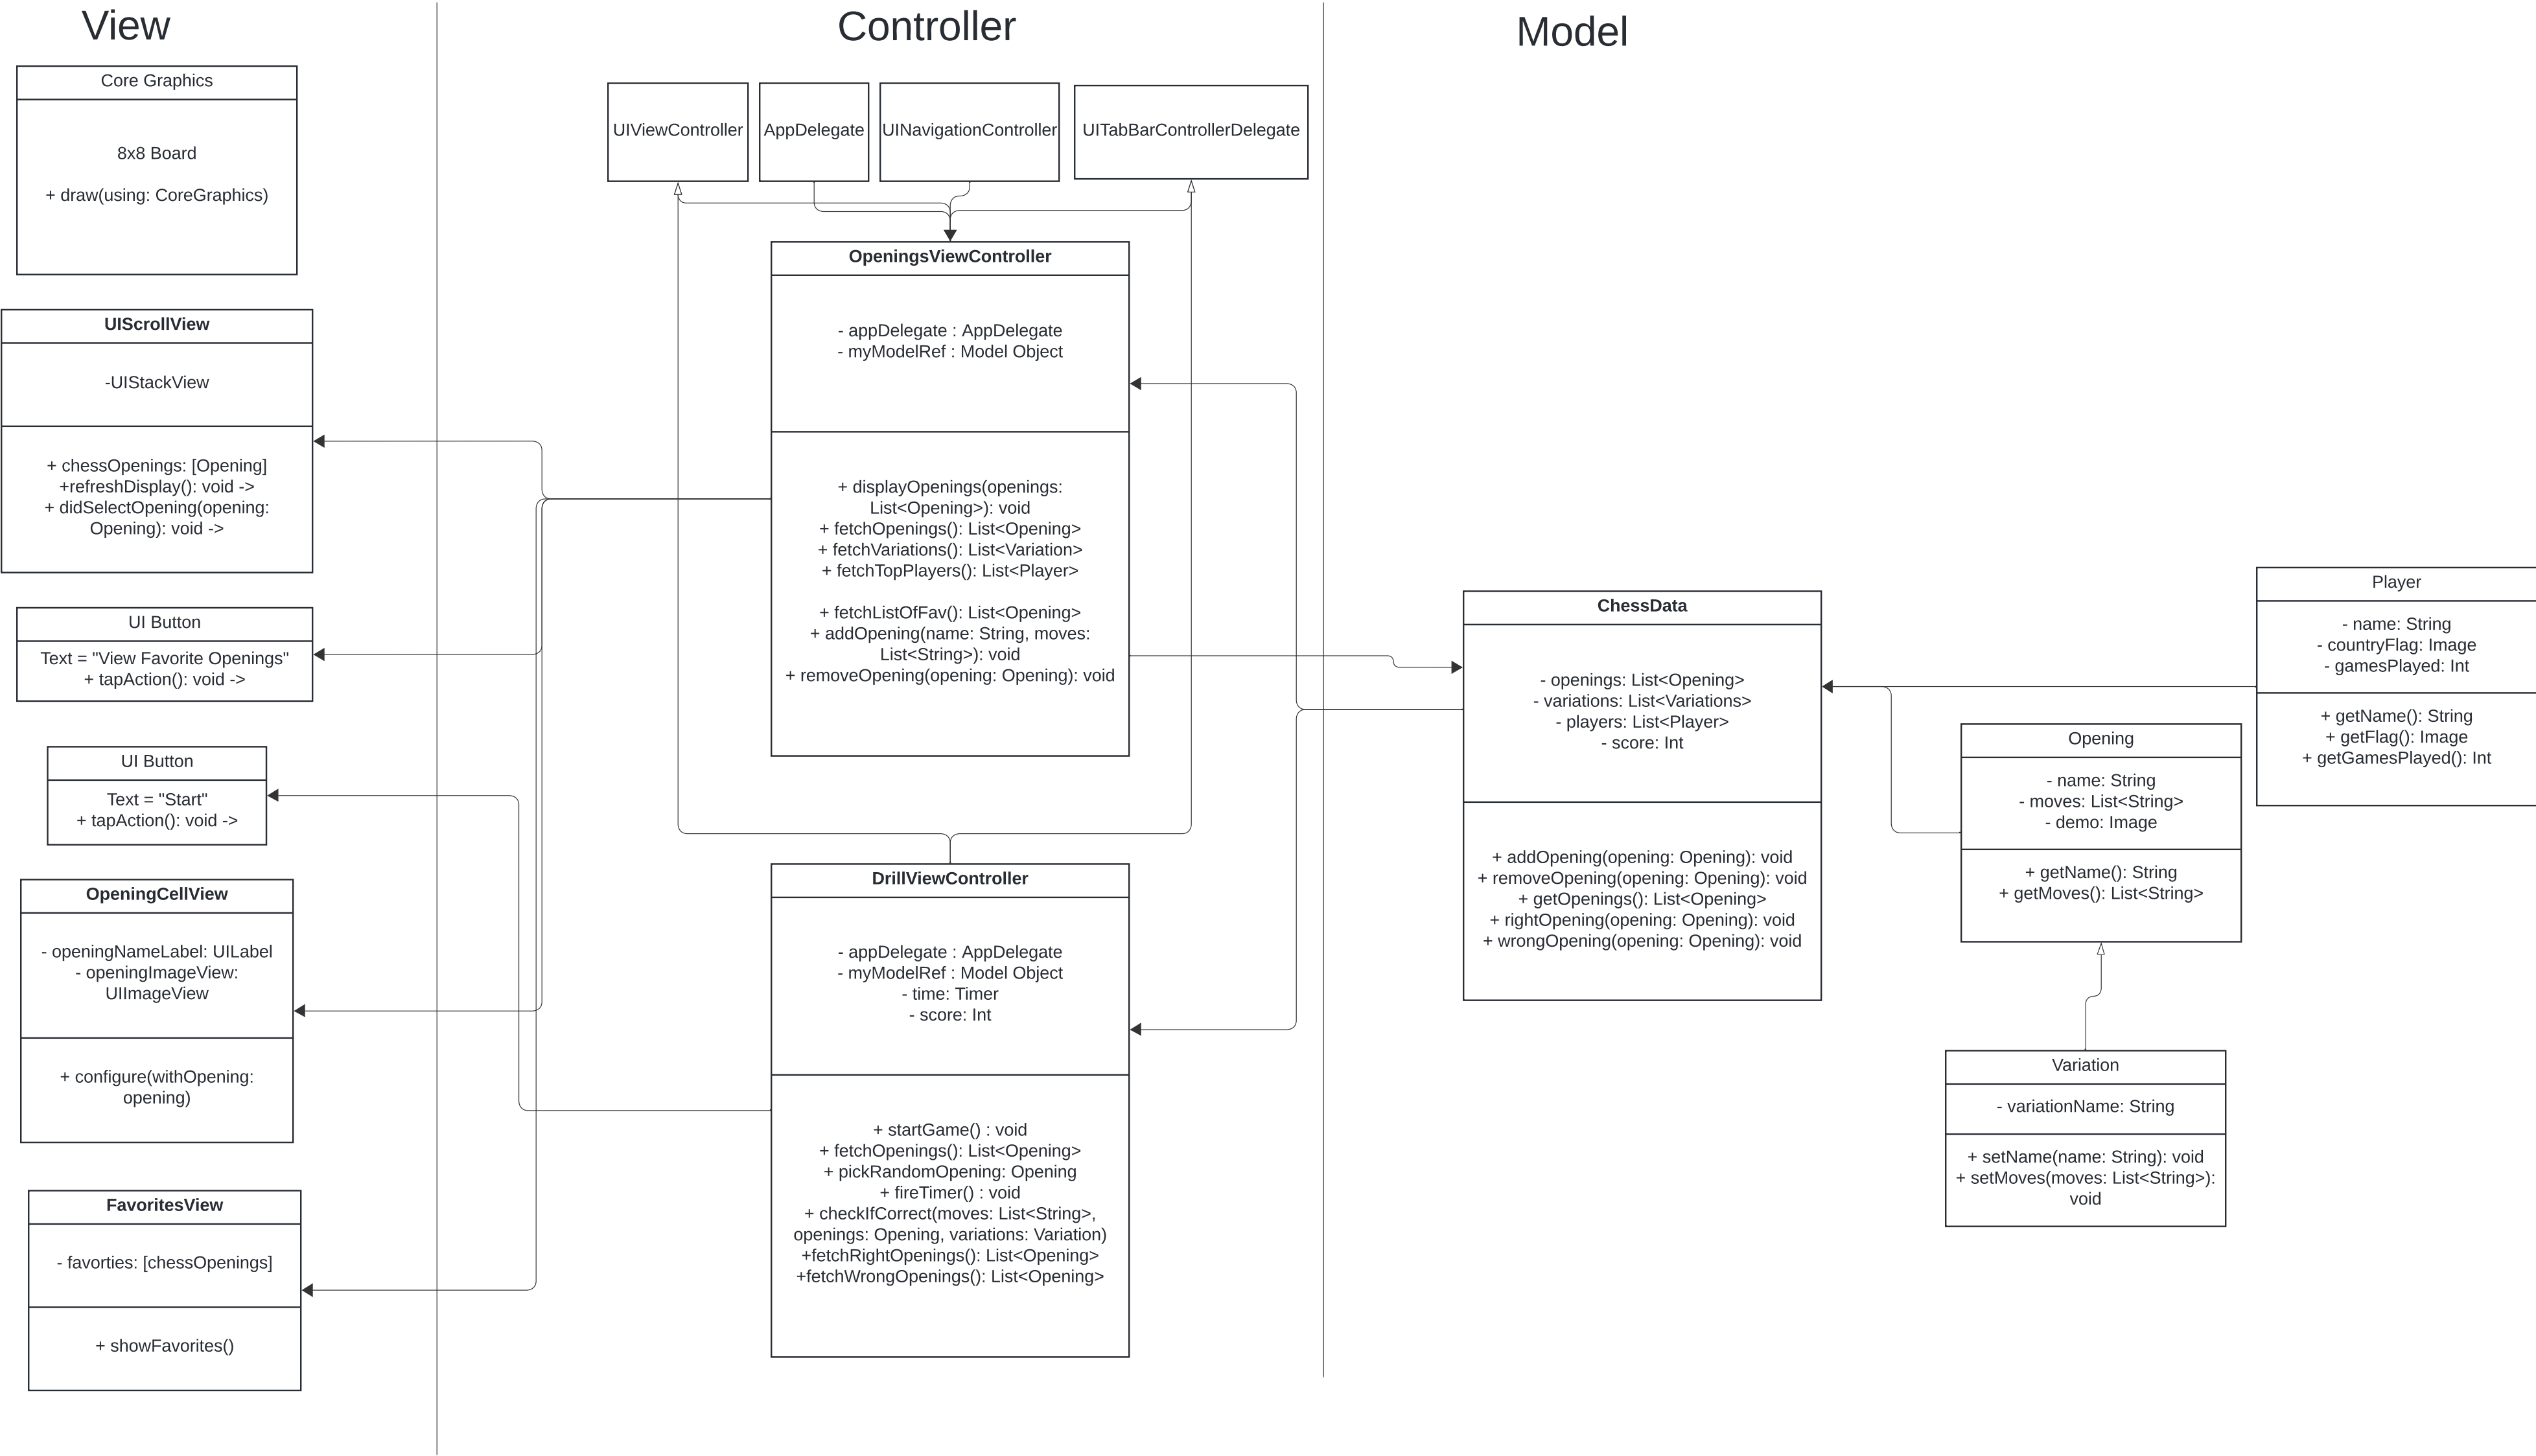 View
Controller
Model
Core Graphics
8x8 Board
+ draw(using: CoreGraphics)
UIScrollView
-UIStackView
+ chessOpenings: [Opening]
+refreshDisplay(): void ->
+ didSelectOpening(opening:
Opening): void ->
UI Button
Text = "View Favorite Openings"
+ tapAction(): void ->
UI Button
Text = "Start"
+ tapAction(): void ->
OpeningCellView
- openingNameLabel: UILabel
- openingImageView:
UIImageView
+ configure(withOpening:
opening)
FavoritesView
- favorties: [chessOpenings]
+ showFavorites()
UIViewController
AppDelegate
UINavigationController
UITabBarControllerDelegate
OpeningsViewController
- appDelegate : AppDelegate
- myModelRef : Model Object
+ displayOpenings(openings:
List<Opening>): void
+ fetchOpenings(): List<Opening>
+ fetchVariations(): List<Variation>
+ fetchTopPlayers(): List<Player>
+ fetchListOfFav(): List<Opening>
+ addOpening(name: String, moves:
List<String>): void
+ removeOpening(opening: Opening): void
DrillViewController
- appDelegate : AppDelegate
- myModelRef : Model Object
- time: Timer
- score: Int
+ startGame() : void
+ fetchOpenings(): List<Opening>
+ pickRandomOpening: Opening
+ fireTimer() : void
+ checkIfCorrect(moves: List<String>,
openings: Opening, variations: Variation)
+fetchRightOpenings(): List<Opening>
+fetchWrongOpenings(): List<Opening>
ChessData
- openings: List<Opening>
- variations: List<Variations>
- players: List<Player>
- score: Int
+ addOpening(opening: Opening): void
+ removeOpening(opening: Opening): void
+ getOpenings(): List<Opening>
+ rightOpening(opening: Opening): void
+ wrongOpening(opening: Opening): void
Player
- name: String
- countryFlag: Image
- gamesPlayed: Int
+ getName(): String
+ getFlag(): Image
+ getGamesPlayed(): Int
Opening
- name: String
- moves: List<String>
- demo: Image
+ getName(): String
+ getMoves(): List<String>
Variation
- variationName: String
+ setName(name: String): void
+ setMoves(moves: List<String>):
void